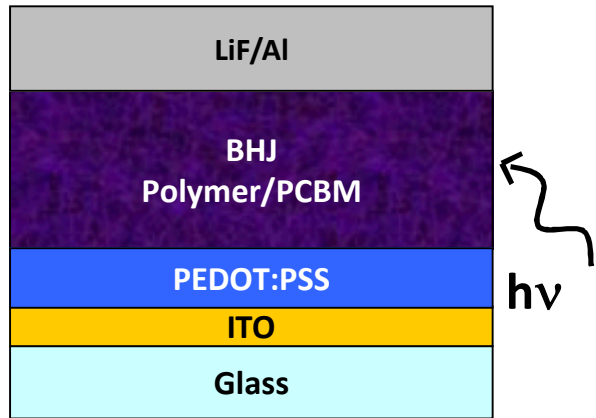 LiF/Al
BHJ
Polymer/PCBM
PEDOT:PSS
hν
ITO
Glass